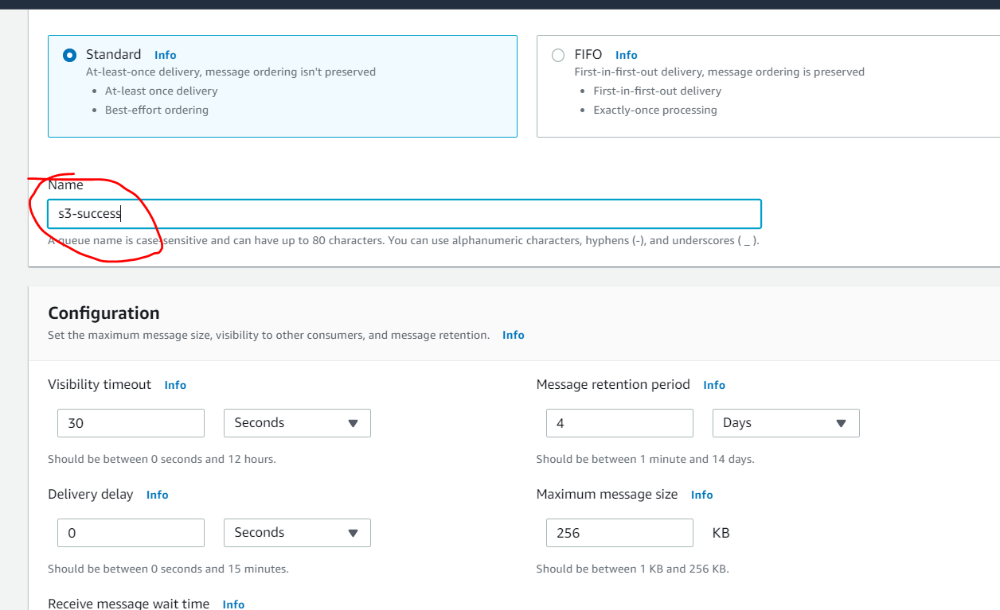 Standard Info
At-least-once delivery, message ordering isn't preserved
• At-least once delivery
• Best-effort ordering
FIFO Info
First-in-first-out delivery, message ordering is preserved
• First-in-first-out delivery
• Exactly-once processing
Name
s3-success
A queue name is case-sensitive and can have up to 80 characters. You can use alphanumeric characters, hyphens (-), and underscores ( _ ).
Configuration
Set the maximum message size, visibility to other consumers, and message retention. Info
Visibility timeout Info
30 Seconds
Should be between 0 seconds and 12 hours.
Message retention period Info
4 Days
Should be between 1 minute and 14 days.
Delivery delay Info
0 Seconds
Should be between 0 seconds and 15 minutes.
Maximum message size Info
256 KB
Should be between 1 KB and 256 KB.
Receive message wait time Info